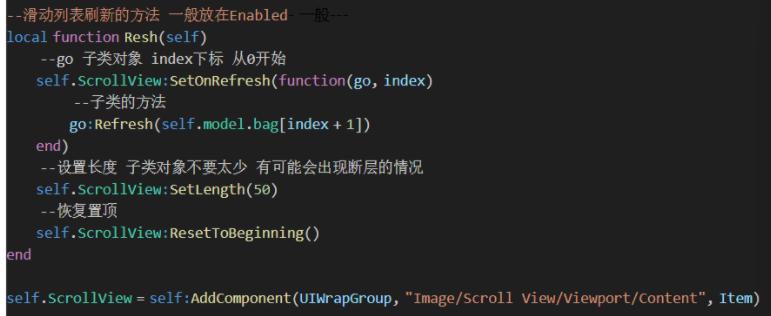 --滑动列表刷新的方法 一般放在Enabled- 一般---
local function Resh(self)
--go 子类对象 index下标 从0开始
self.ScrollView:SetOnRefresh(function(go, index)
--子类的方法
go:Refresh(self.model.bag[index + 1])
end)
--设置长度 子类对象不要太少 有可能会出现断层的情况
self.ScrollView:SetLength(50)
--恢复置顶
self.ScrollView:ResetToBeginning()
end
self.ScrollView = self:AddComponent(UIWrapGroup, "Image/Scroll View/Viewport/Content", Item)